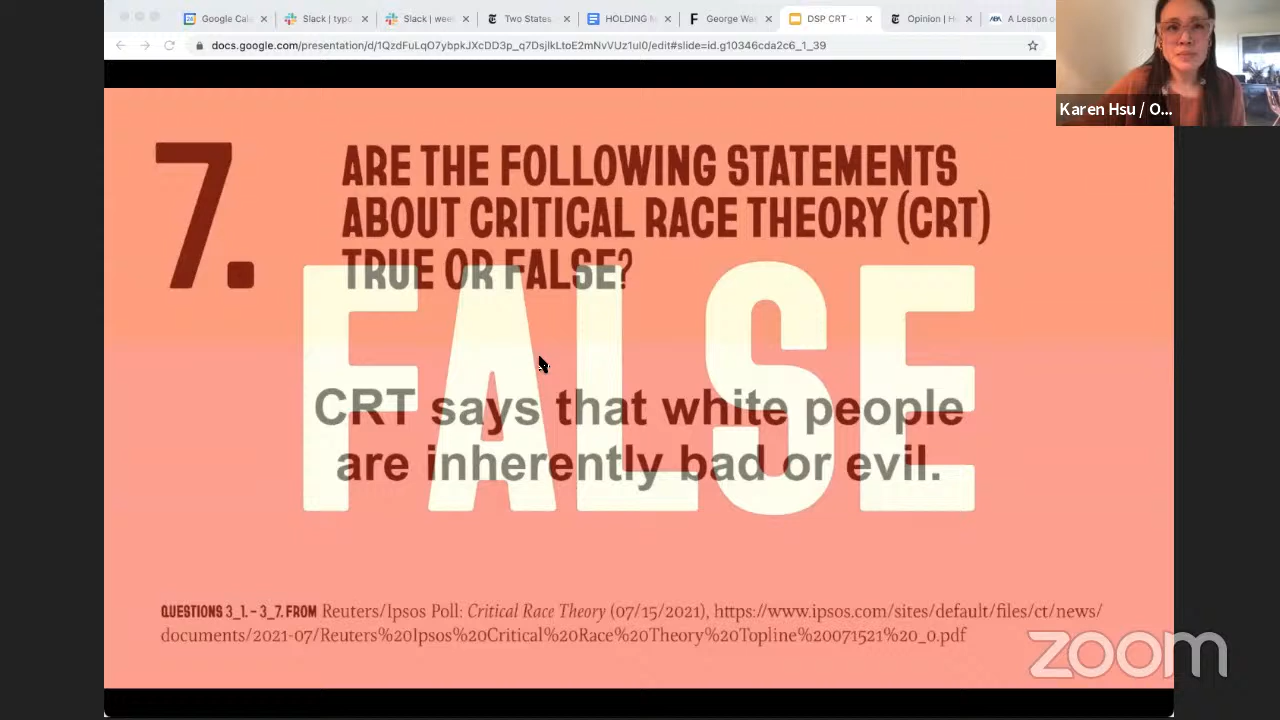 Google Cal
Slack | typo
Slack | wee
Two States
HOLDING
George Wa
DSP CRT -
Opinion | H
A Lesson o
docs.google.com/presentation/d/1QzdFuLqO7ybpkJXcDD3p_q7DsjlkLtoE2mNvVUz1uI0/edit#slide=id.g10346cda2c6_1_39
Karen Hsu / O...
7.
ARE THE FOLLOWING STATEMENTS
ABOUT CRITICAL RACE THEORY (CRT)
TRUE OR FALSE?
FALSE
CRT says that white people
are inherently bad or evil.
QUESTIONS 3_1. – 3_7. FROM Reuters/Ipsos Poll: Critical Race Theory (07/15/2021), https://www.ipsos.com/sites/default/files/ct/news/
documents/2021-07/Reuters%20Ipsos%20Critical%20Race%20Theory%20Topline%20071521%20_0.pdf
zoom